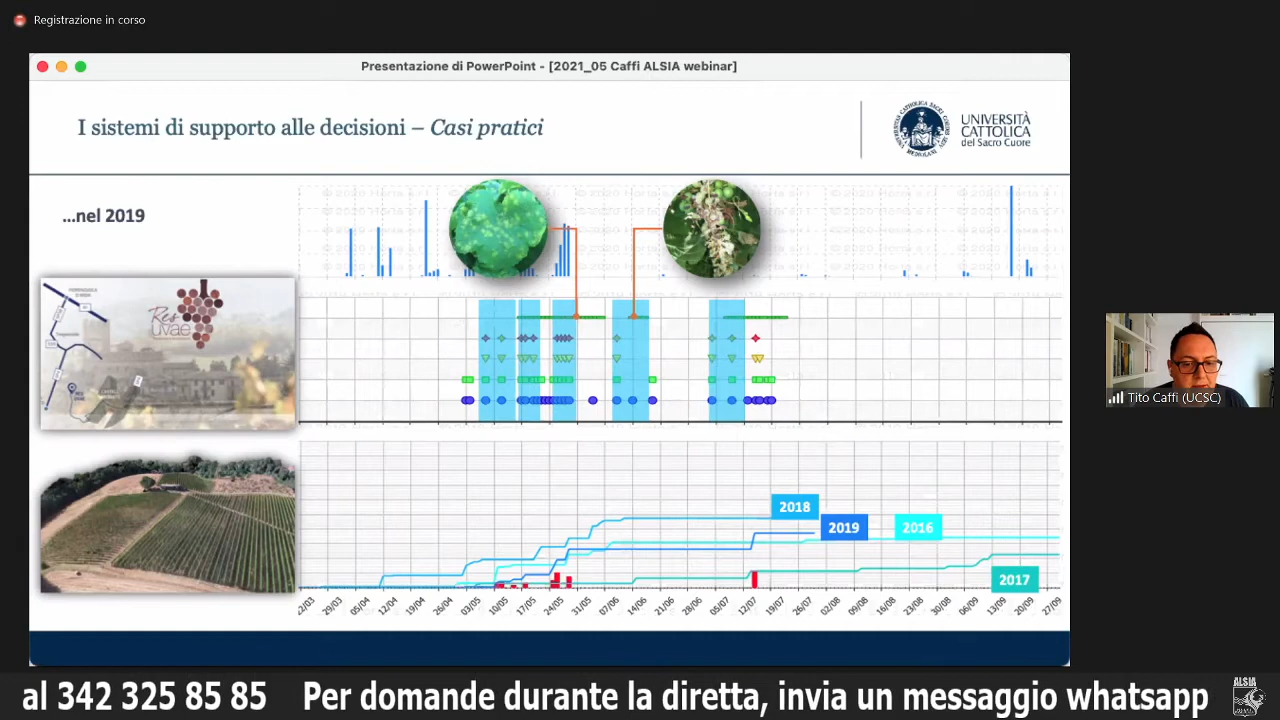 Registrazione in corso
Presentazione di PowerPoint - [2021_05 Caffi ALSIA webinar]
I sistemi di supporto alle decisioni – Casi pratici
UNIVERSITÀ
CATTOLICA
del Sacro Cuore
...nel 2019
Res
uvae
2018
2019
2016
2017
29/03
05/04
12/04
19/04
26/04
03/05
10/05
17/05
24/05
31/05
07/06
14/06
21/06
28/06
05/07
12/07
19/07
26/07
02/08
09/08
16/08
23/08
30/08
06/09
13/09
20/09
27/09
Tito Caffi (UCSC)
al 342 325 85 85 Per domande durante la diretta, invia un messaggio whatsapp
ALSIA